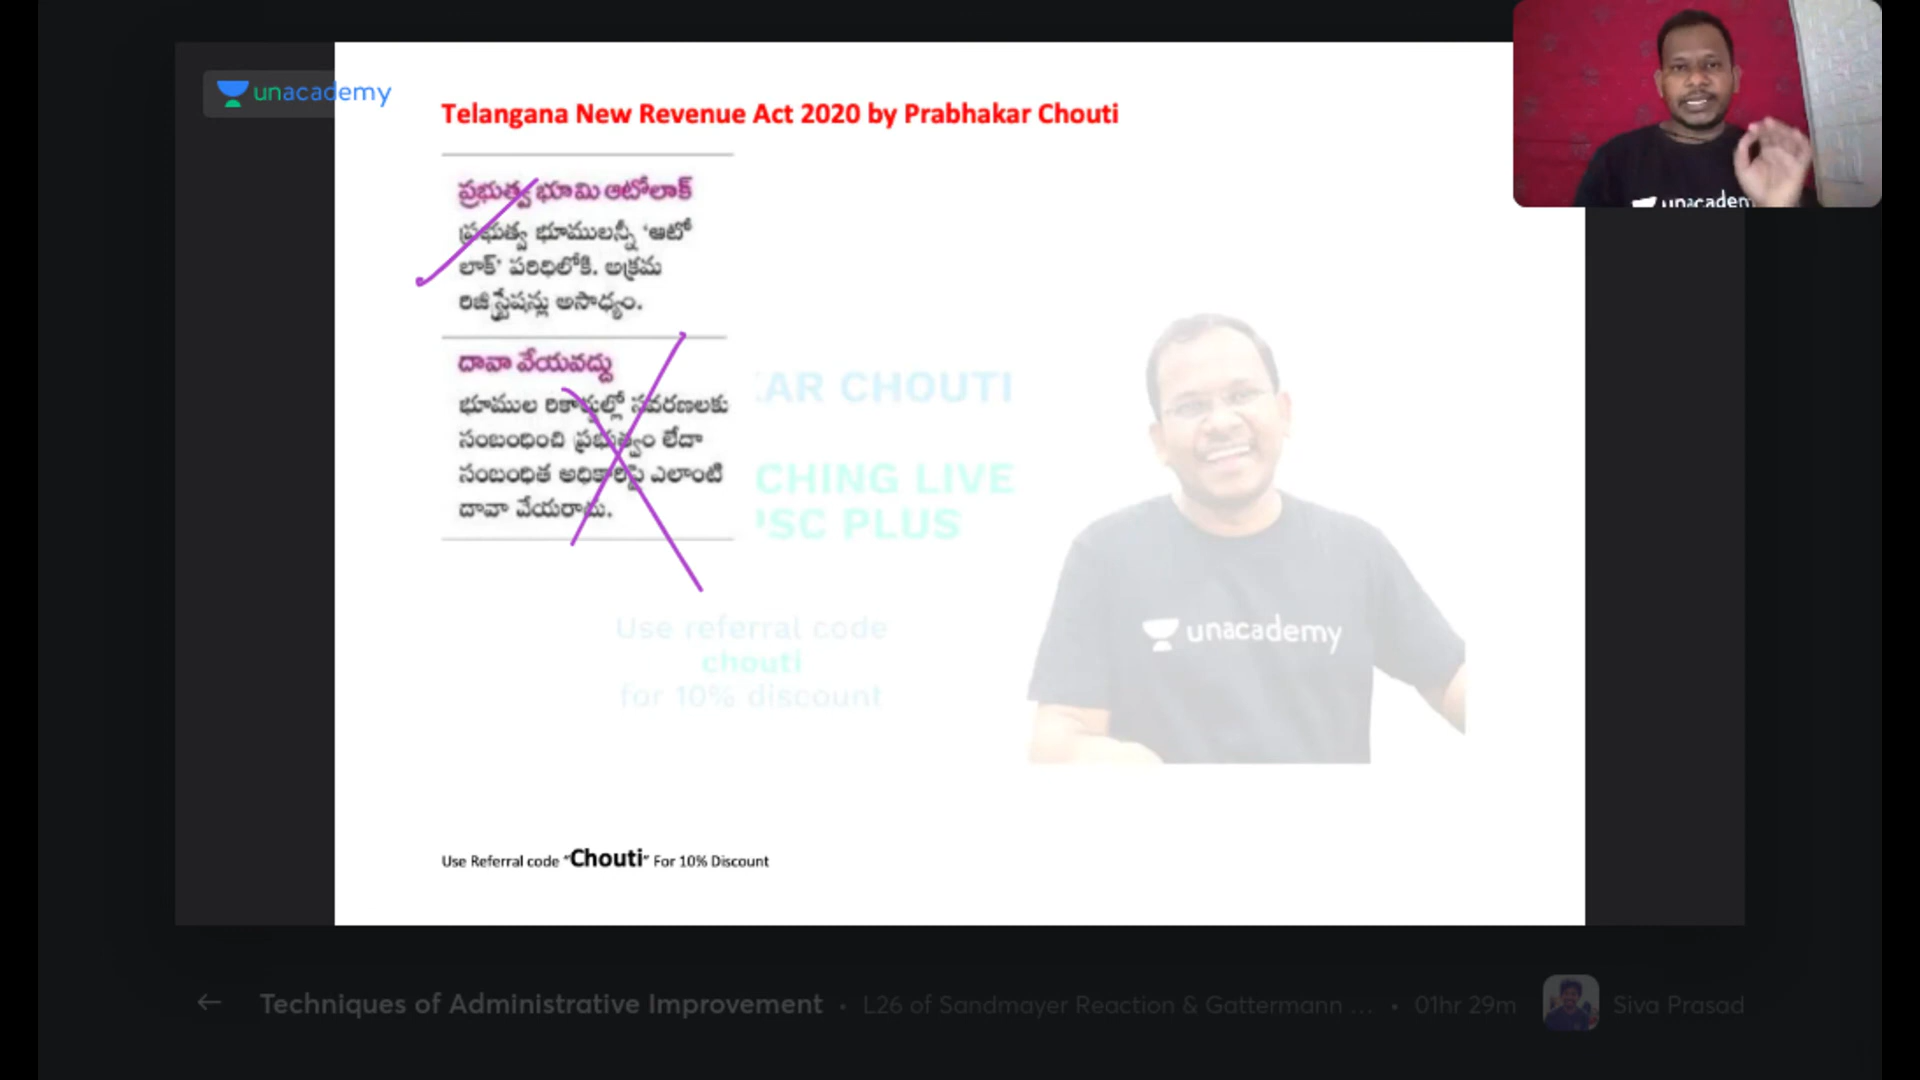 unacademy
Telangana New Revenue Act 2020 by Prabhakar Chouti
ప్రభుత్వ భూమి ఆటోలాక్
ప్రభుత్వ భూములన్నీ ‘ఆటో
లాక్’ పరిధిలోకి. అక్రమ
రిజిస్ట్రేషన్లు అసాధ్యం.
దావా వేయవద్దు
భూముల రికార్డుల్లో సవరణలకు
సంబంధించి ప్రభుత్వం లేదా
సంబంధిత అధికారిపై ఎలాంటి
దావా వేయరాదు.
KAR CHOUTI
CHING LIVE
PSC PLUS
Use referral code
chouti
for 10% discount
unacademy
unacadem
Use Referral code “Chouti” For 10% Discount
Techniques of Administrative Improvement • L26 of Sandmayer Reaction & Gattermann ... • 01hr 29m Siva Prasad